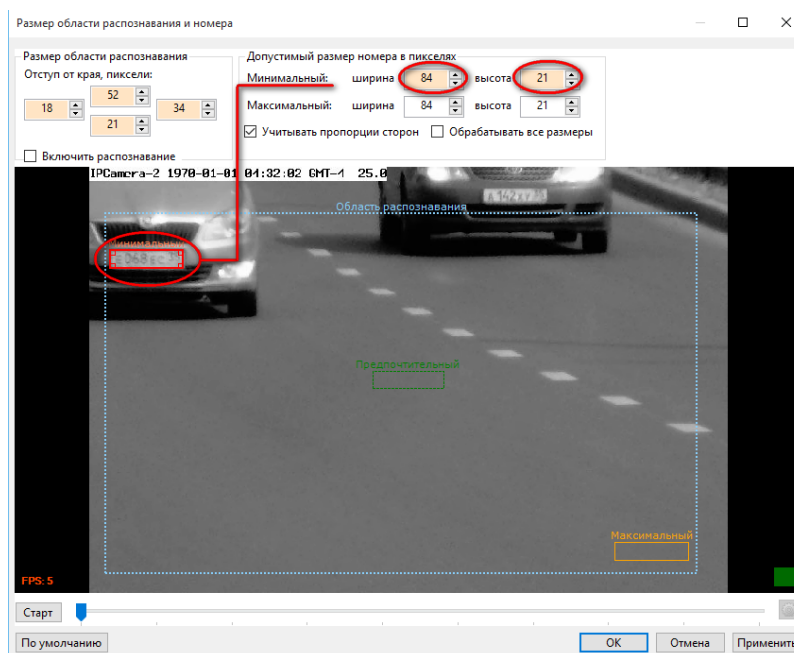 Размер области распознавания и номера
Размер области распознавания
Отступ от края, пиксели:
52
18
34
21
Включить распознавание
Допустимый размер номера в пикселях
Минимальный: ширина 84 высота 21
Максимальный: ширина 84 высота 21
Учитывать пропорции сторон Обрабатывать все размеры
IPCamera-2 1970-01-01 04:32:02 GMT-4 25.0
Область распознавания
Минимальный
Предпочтительный
Максимальный
FPS: 5
Старт
По умолчанию
OK
Отмена
Применить